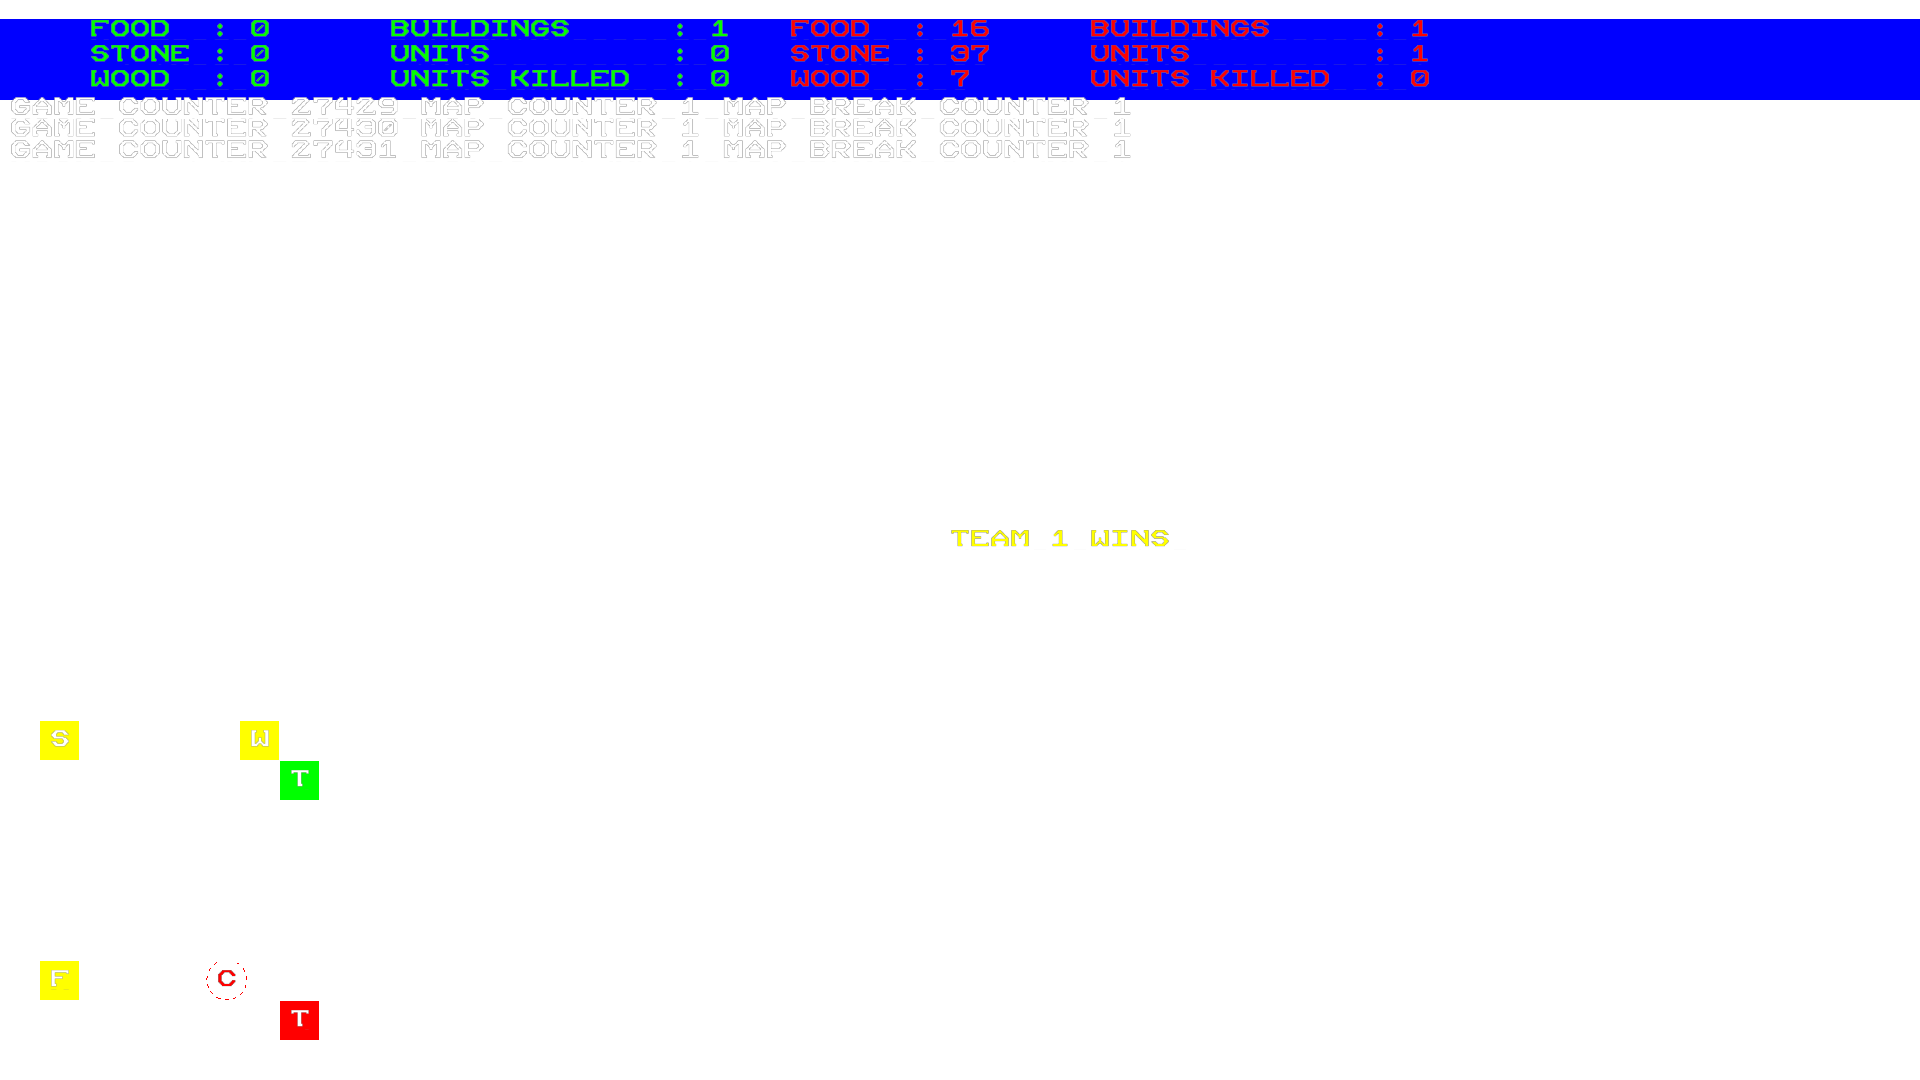 FOOD : 0 BUILDINGS : 1 FOOD : 16 BUILDINGS : 1
STONE : 0 UNITS : 0 STONE : 37 UNITS : 1
WOOD : 0 UNITS KILLED : 0 WOOD : 7 UNITS KILLED : 0
GAME COUNTER 27429 MAP COUNTER 1 MAP BREAK COUNTER 1
GAME COUNTER 27430 MAP COUNTER 1 MAP BREAK COUNTER 1
GAME COUNTER 27431 MAP COUNTER 1 MAP BREAK COUNTER 1
TEAM 1 WINS
S W
T
F C
T